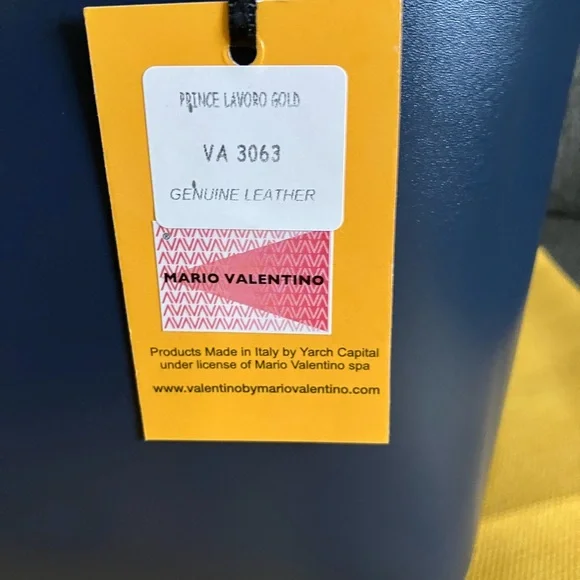 PRINCE LAVORO GOLD
VA 3063
GENUINE LEATHER
MARIO VALENTINO
Products Made in Italy by Yarch Capital
under license of Mario Valentino spa
www.valentinobymariovalentino.com